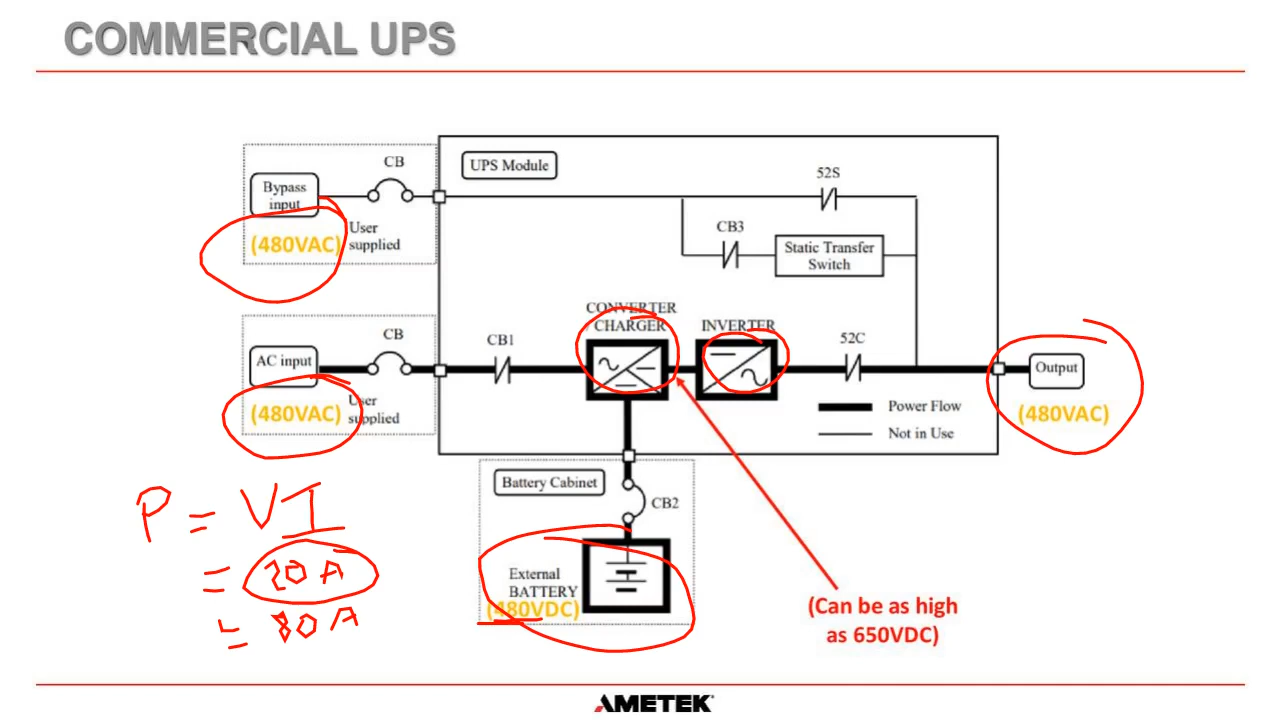 COMMERCIAL UPS
CB
UPS Module
Bypass
input
52S
User
supplied
(480VAC)
CB3
Static Transfer
Switch
CONVERTER
CHARGER
INVERTER
CB
CB1
52C
AC input
Output
User
supplied
(480VAC)
(480VAC)
Power Flow
Not in Use
Battery Cabinet
CB2
P = VI
= 20 A
= 80 A
External
BATTERY
(480VDC)
(Can be as high
as 650VDC)
AMETEK®